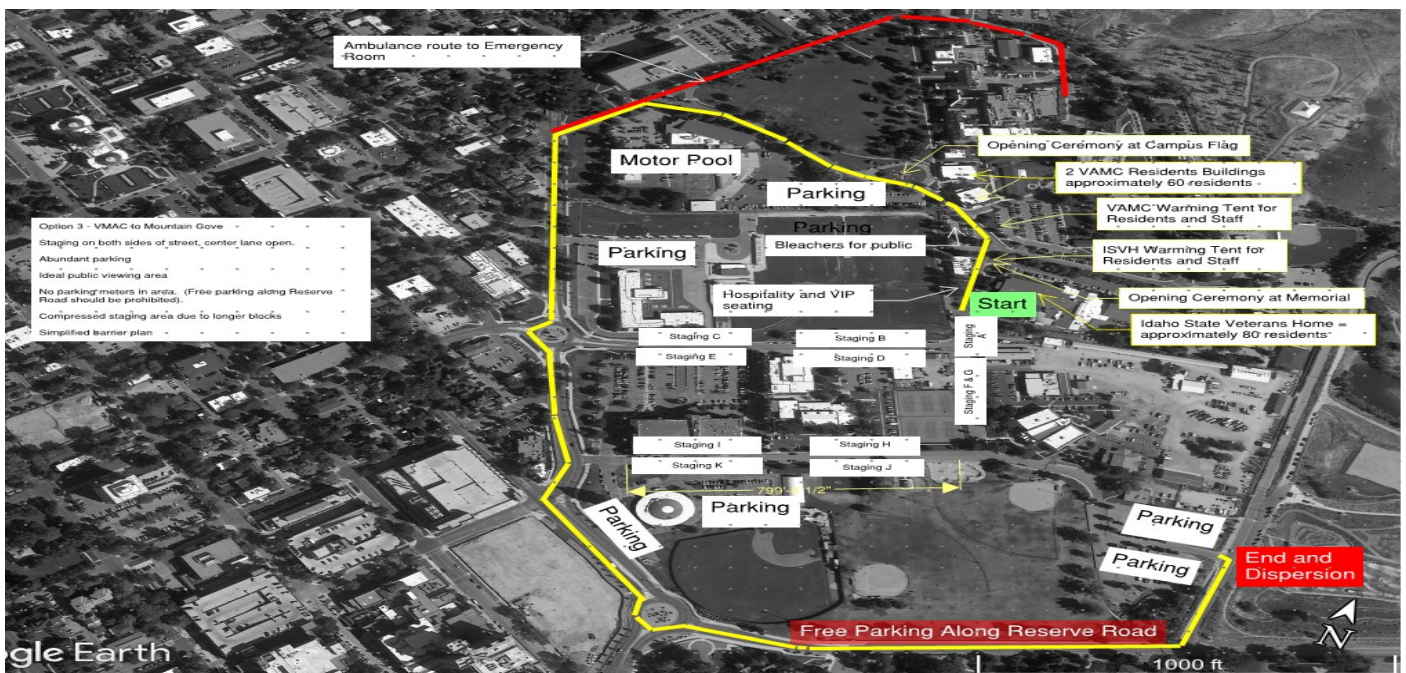 Ambulance route to Emergency
Room
Motor Pool
Parking
Opening Ceremony at Campus Flag
2 VAMC Residents Buildings
approximately 60 residents
VAMC Warming Tent for
Residents and Staff
Parking
Bleachers for public
Parking
ISVH Warming Tent for
Residents and Staff
Option 3 - VMAC to Mountain Gove
Staging on both sides of street, center lane open.
Abundant parking
Ideal public viewing area
No parking meters in area. (Free parking along Reserve
Road should be prohibited).
Compressed staging area due to longer blocks
Simplified barrier plan
Hospitality and VIP
seating
Start
Opening Ceremony at Memorial
Idaho State Veterans Home =
approximately 80 residents
Staging C
Staging B
Staging
A
Staging E
Staging D
Staging F & G
Staging I
Staging H
Staging K
Staging J
Parking
Parking
Parking
Parking
End and
Dispersion
Free Parking Along Reserve Road
N
gle Earth
1000 ft